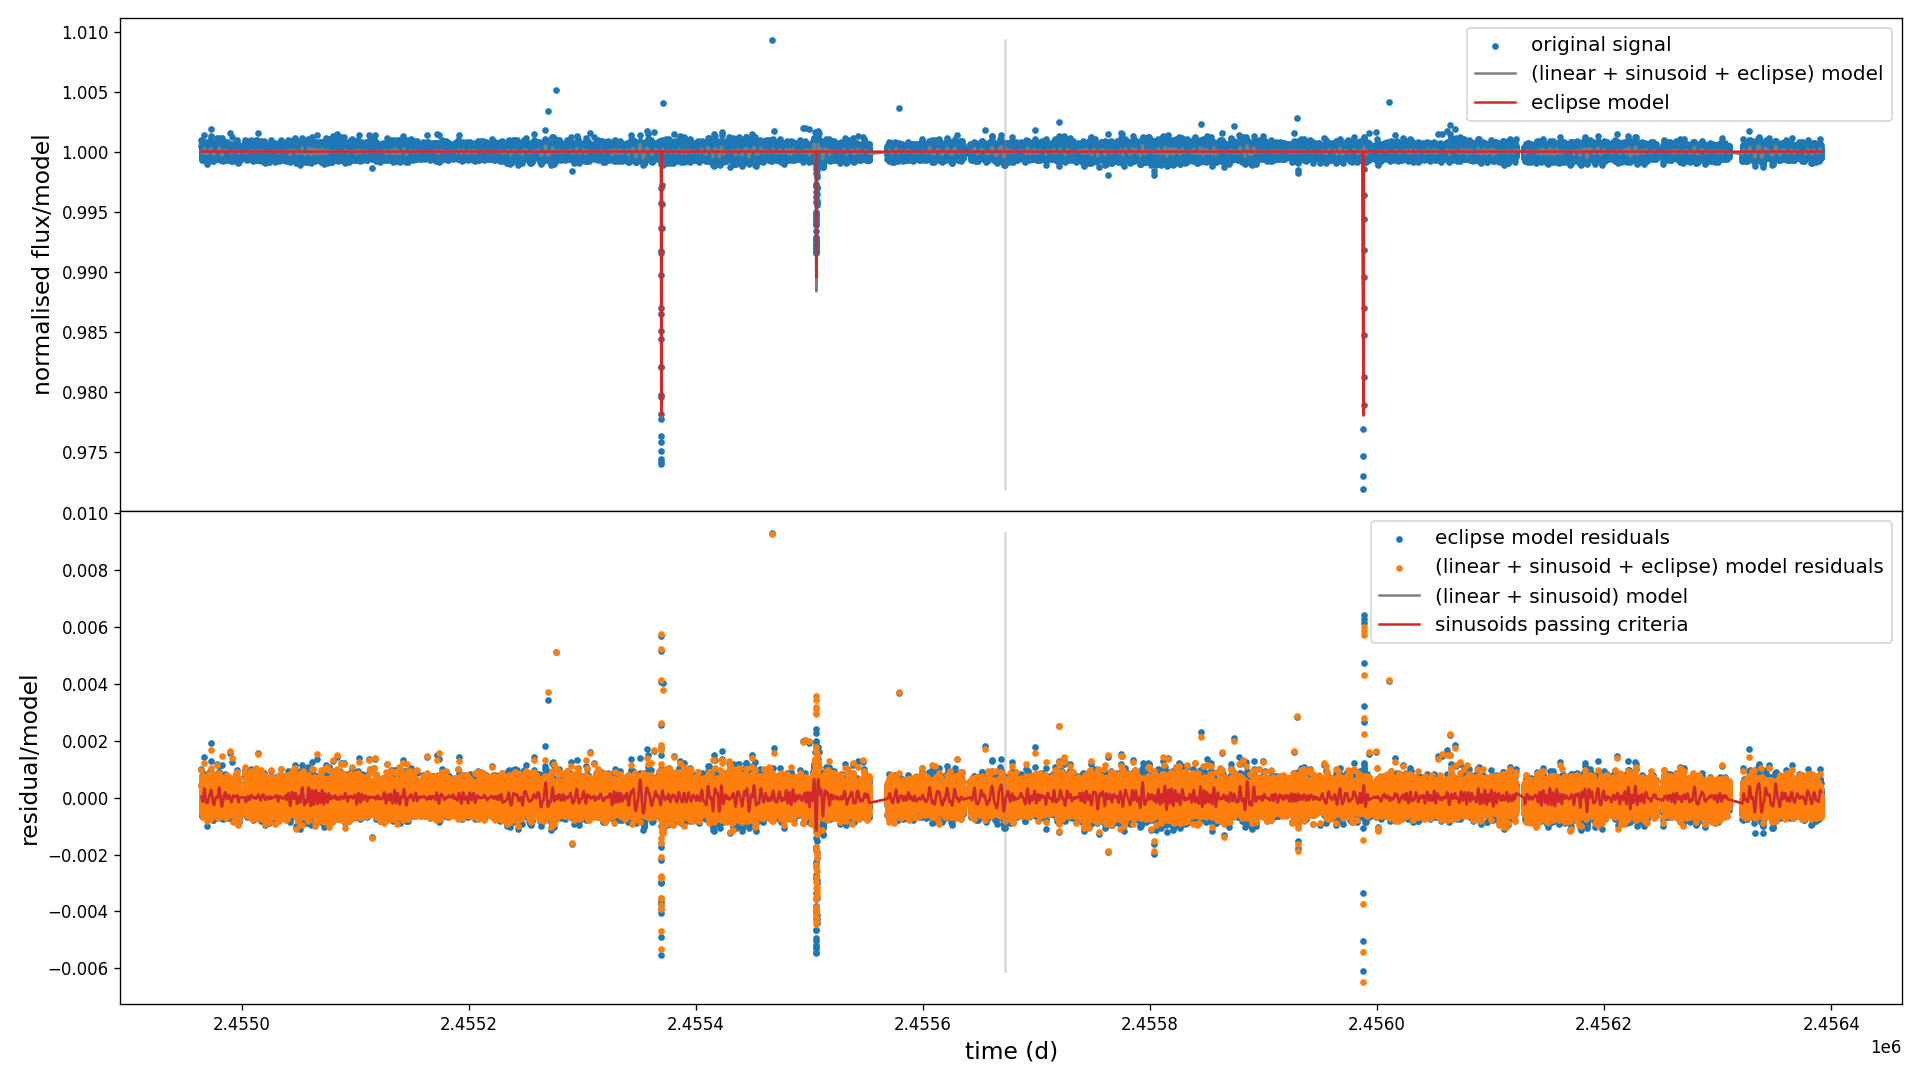 1.010
1.005
1.000
0.995
0.990
0.985
0.980
0.975
normalised flux/model
original signal
(linear + sinusoid + eclipse) model
eclipse model
0.010
0.008
0.006
0.004
0.002
0.000
−0.002
−0.004
−0.006
residual/model
eclipse model residuals
(linear + sinusoid + eclipse) model residuals
(linear + sinusoid) model
sinusoids passing criteria
2.4550 2.4552 2.4554 2.4556 2.4558 2.4560 2.4562 2.4564
time (d)
1e6